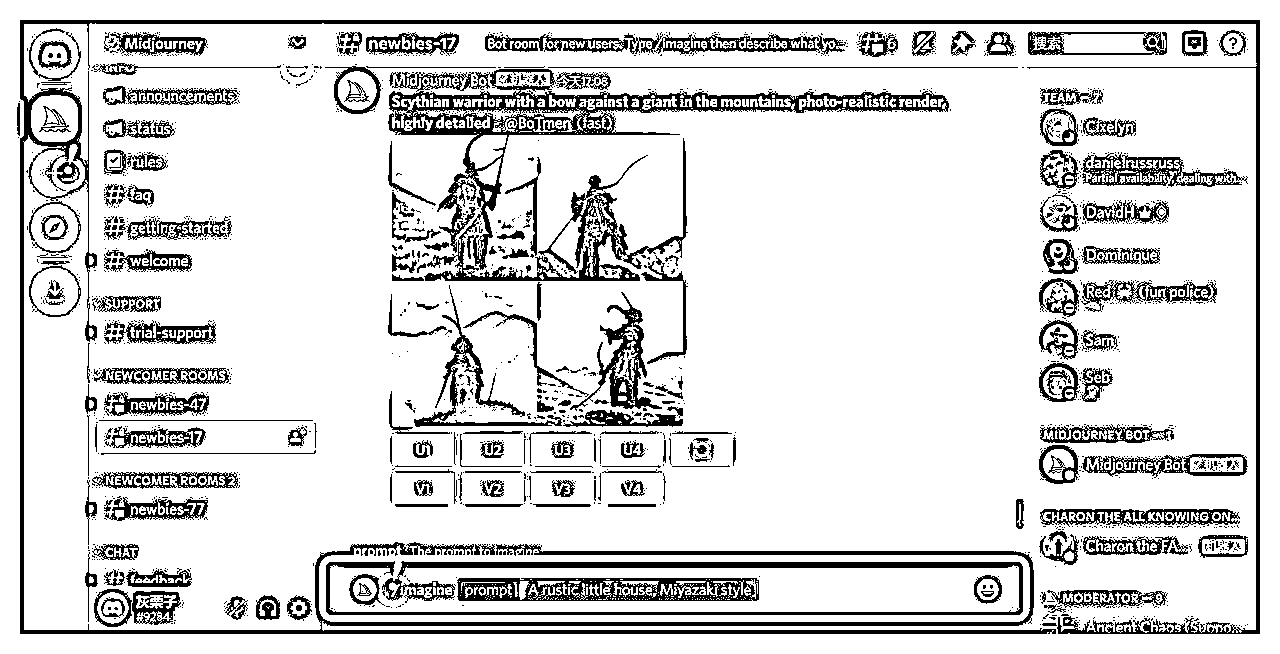 Midjourney
announcements
status
rules
faq
getting-started
welcome
SUPPORT
trial-support
NEWCOMER ROOMS
newbies-47
newbies-17
NEWCOMER ROOMS 2
newbies-77
CHAT
feedback
灰栗子
#9284
newbies-17
Bot room for new users. Type /imagine then describe what yo...
6
搜索
Midjourney Bot 机器人 今天17:06
Scythian warrior with a bow against a giant in the mountains, photo-realistic render,
highly detailed - @BoTmen (fast)
U1 U2 U3 U4
V1 V2 V3 V4
prompt The prompt to imagine
/imagine prompt A rustic little house, Miyazaki style
TEAM - 7
Cixelyn
danielrussruss
Partial availability, dealing with...
DavidH
Dominique
Red (fun police)
Sam
Seb
MIDJOURNEY BOT - 1
Midjourney Bot 机器人
CHARON THE ALL KNOWING ON...
Charon the FA... 机器人
MODERATOR - 9
Ancient Chaos (Suppo...